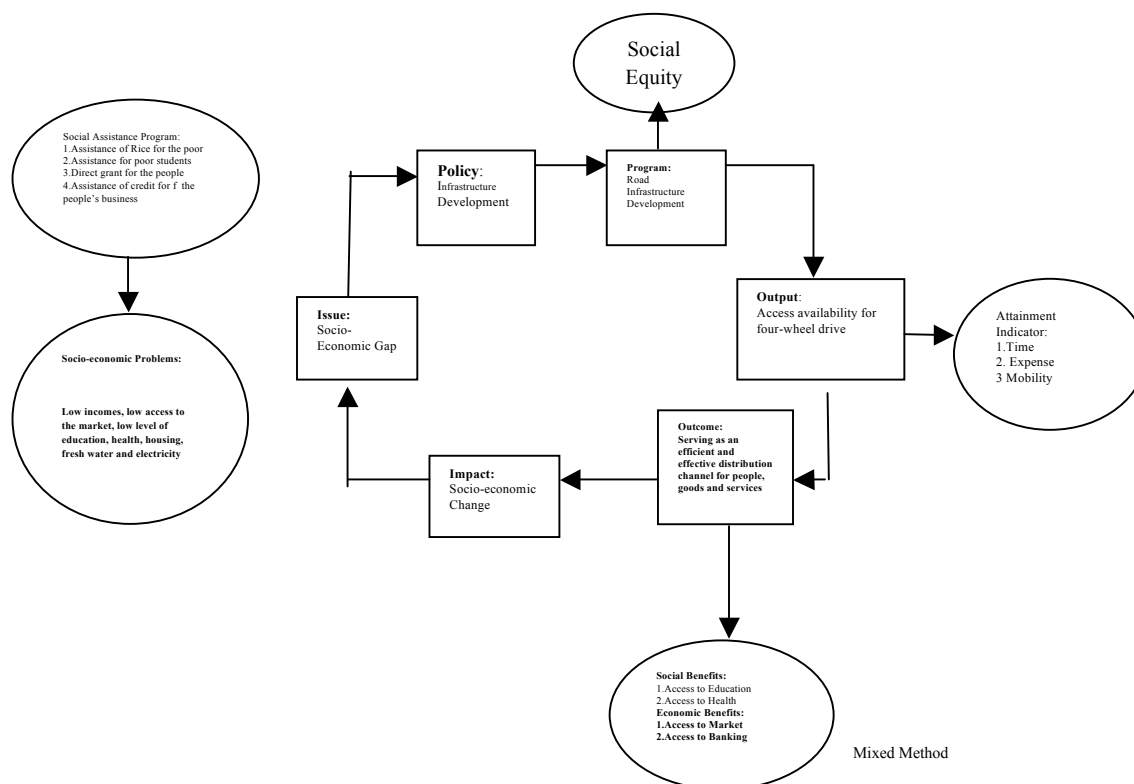 Social
Equity
Social Assistance Program:
1.Assistance of Rice for the poor
2.Assistance for poor students
3.Direct grant for the people
4.Assistance of credit for f the
people's business
Policy:
Infrastructure
Development
Program:
Road
Infrastructure
Development
Issue:
Socio-
Economic Gap
Output:
Access availability for
four-wheel drive
Attainment
Indicator:
1.Time
2. Expense
3 Mobility
Socio-economic Problems:
Low incomes, low access to
the market, low level of
education, health, housing,
fresh water and electricity
Impact:
Socio-economic
Change
Outcome:
Serving as an
efficient and
effective distribution
channel for people,
goods and services
Social Benefits:
1.Access to Education
2.Access to Health
Economic Benefits:
1.Access to Market
2.Access to Banking
Mixed Method